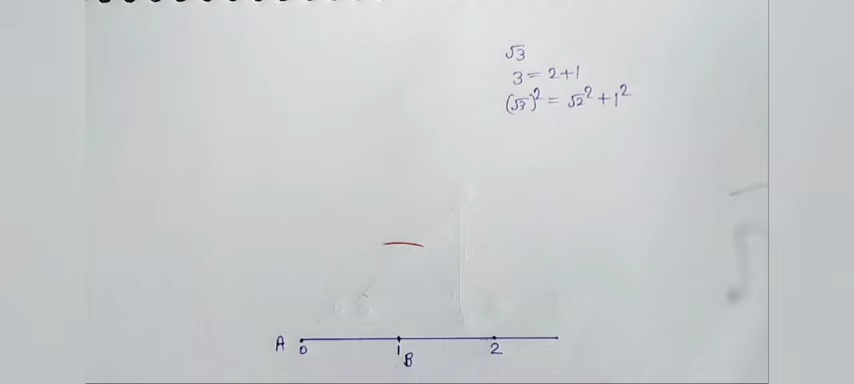 √3
3 = 2+1
(√3)² = √2² + 1²
A
0 1 2
B